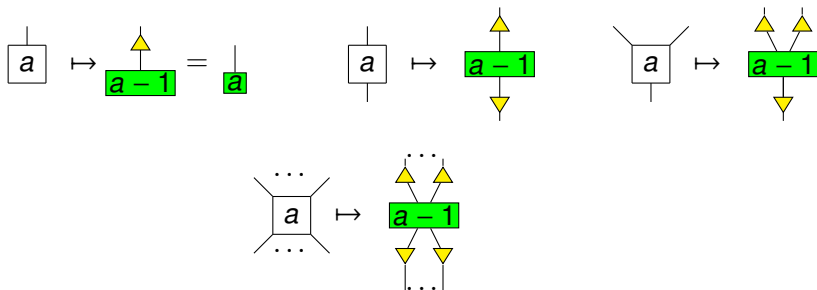 a ↦ a − 1 = a a ↦ a − 1 a ↦ a − 1
⋯ ⋯
a ↦ a − 1
⋯ ⋯